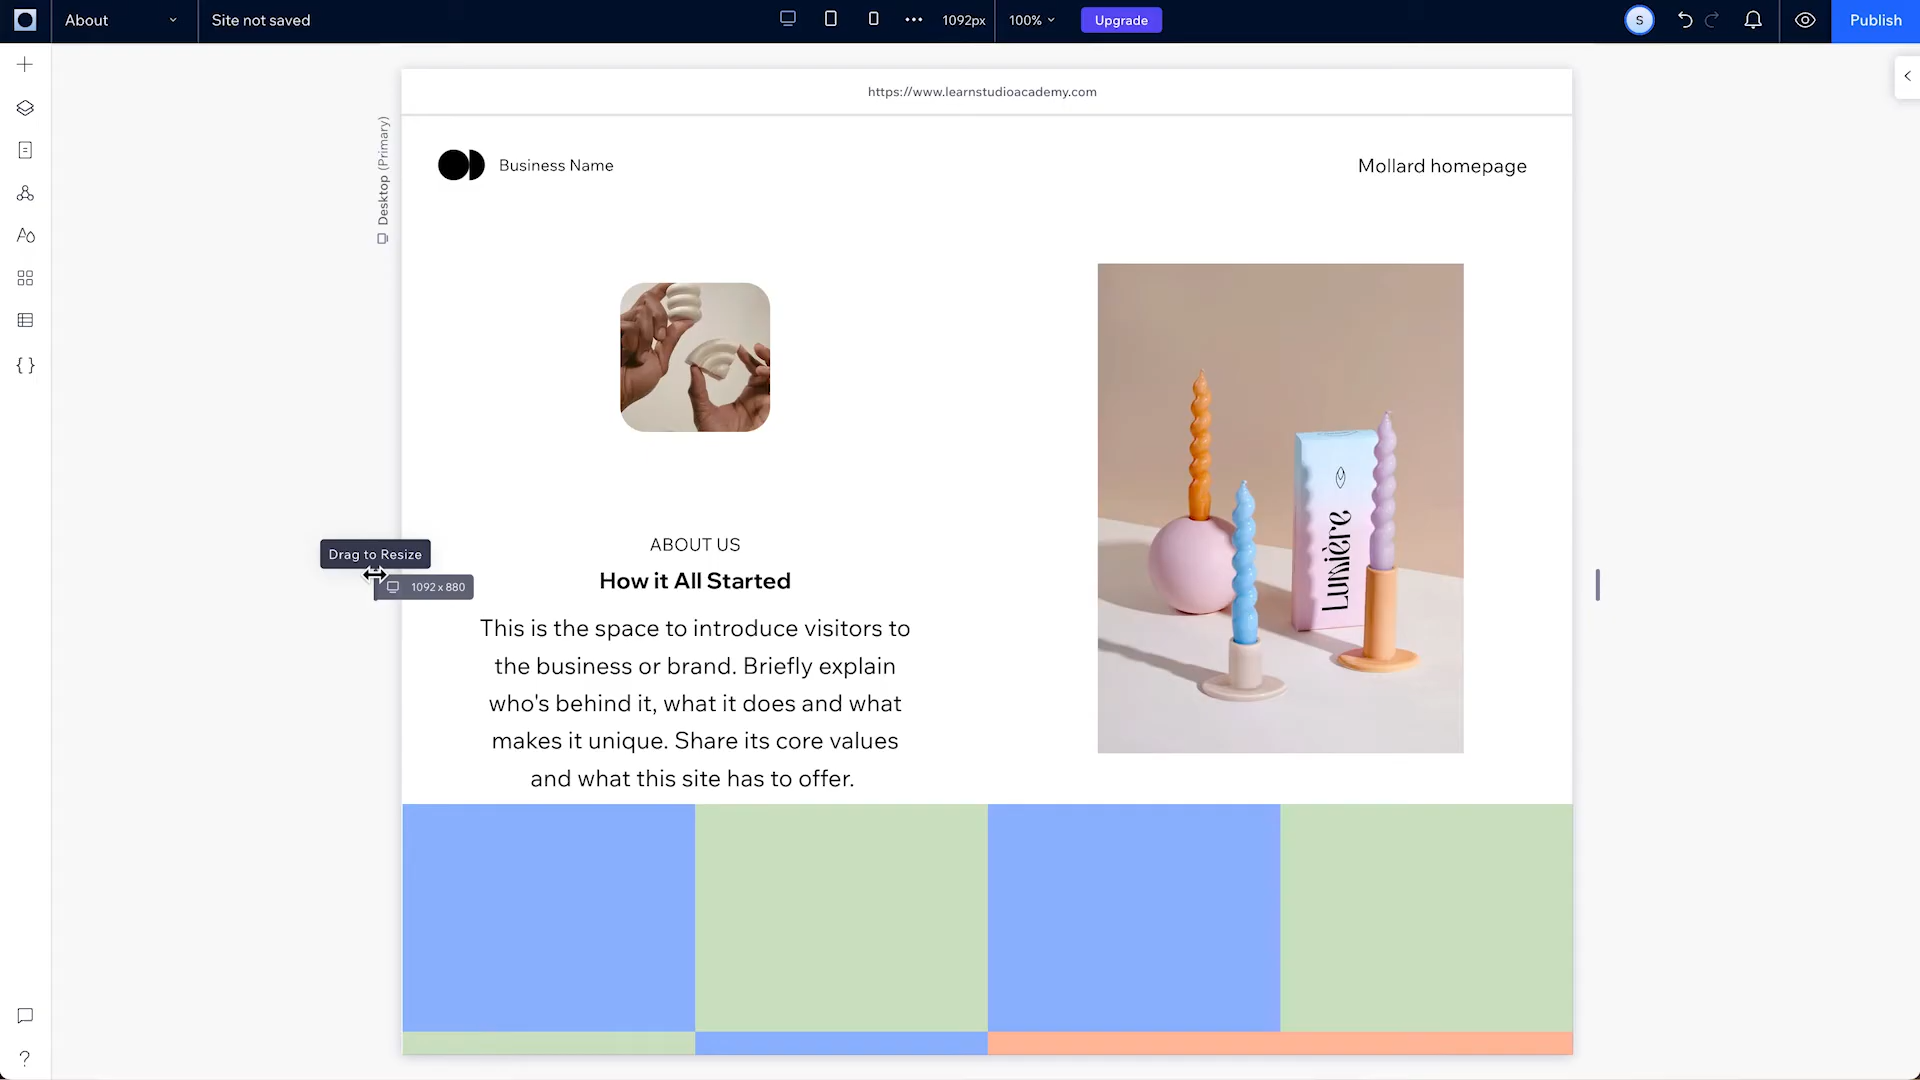 About
Site not saved
1092px
100%
Upgrade
S
Publish
https://www.learnstudioacademy.com
Desktop (Primary)
Business Name
Mollard homepage
Lumière
Drag to Resize
1092 x 880
ABOUT US
How it All Started
This is the space to introduce visitors to
the business or brand. Briefly explain
who's behind it, what it does and what
makes it unique. Share its core values
and what this site has to offer.